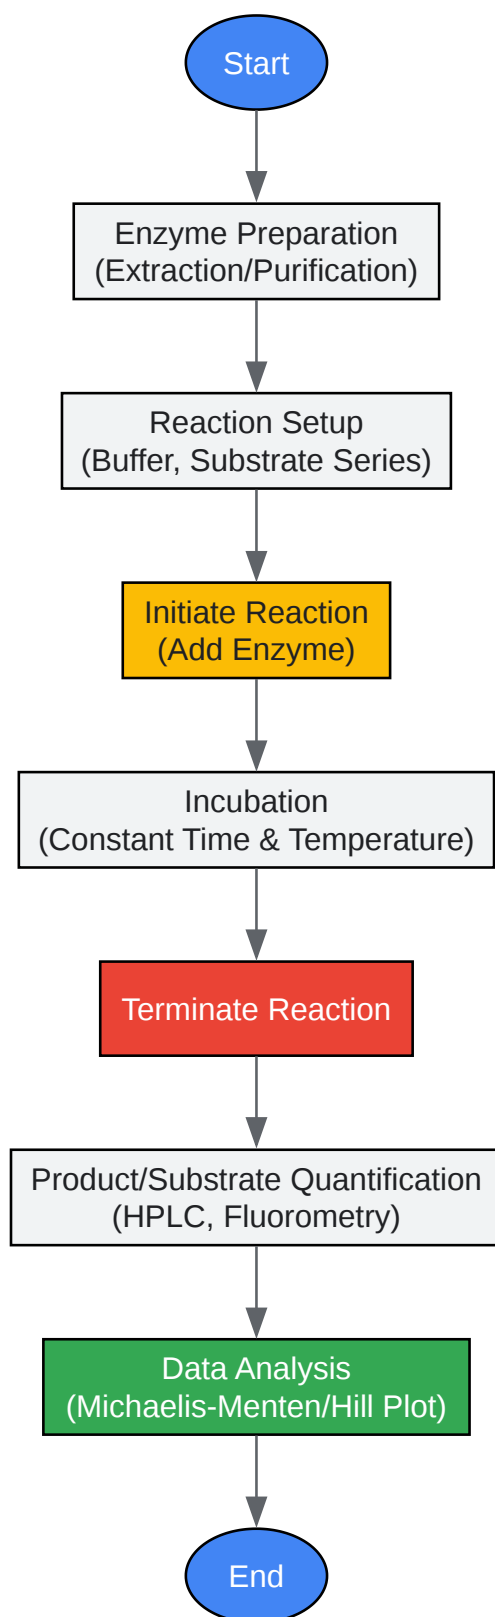 Start
Enzyme Preparation
(Extraction/Purification)
Reaction Setup
(Buffer, Substrate Series)
Initiate Reaction
(Add Enzyme)
Incubation
(Constant Time & Temperature)
Terminate Reaction
Product/Substrate Quantification
(HPLC, Fluorometry)
Data Analysis
(Michaelis-Menten/Hill Plot)
End